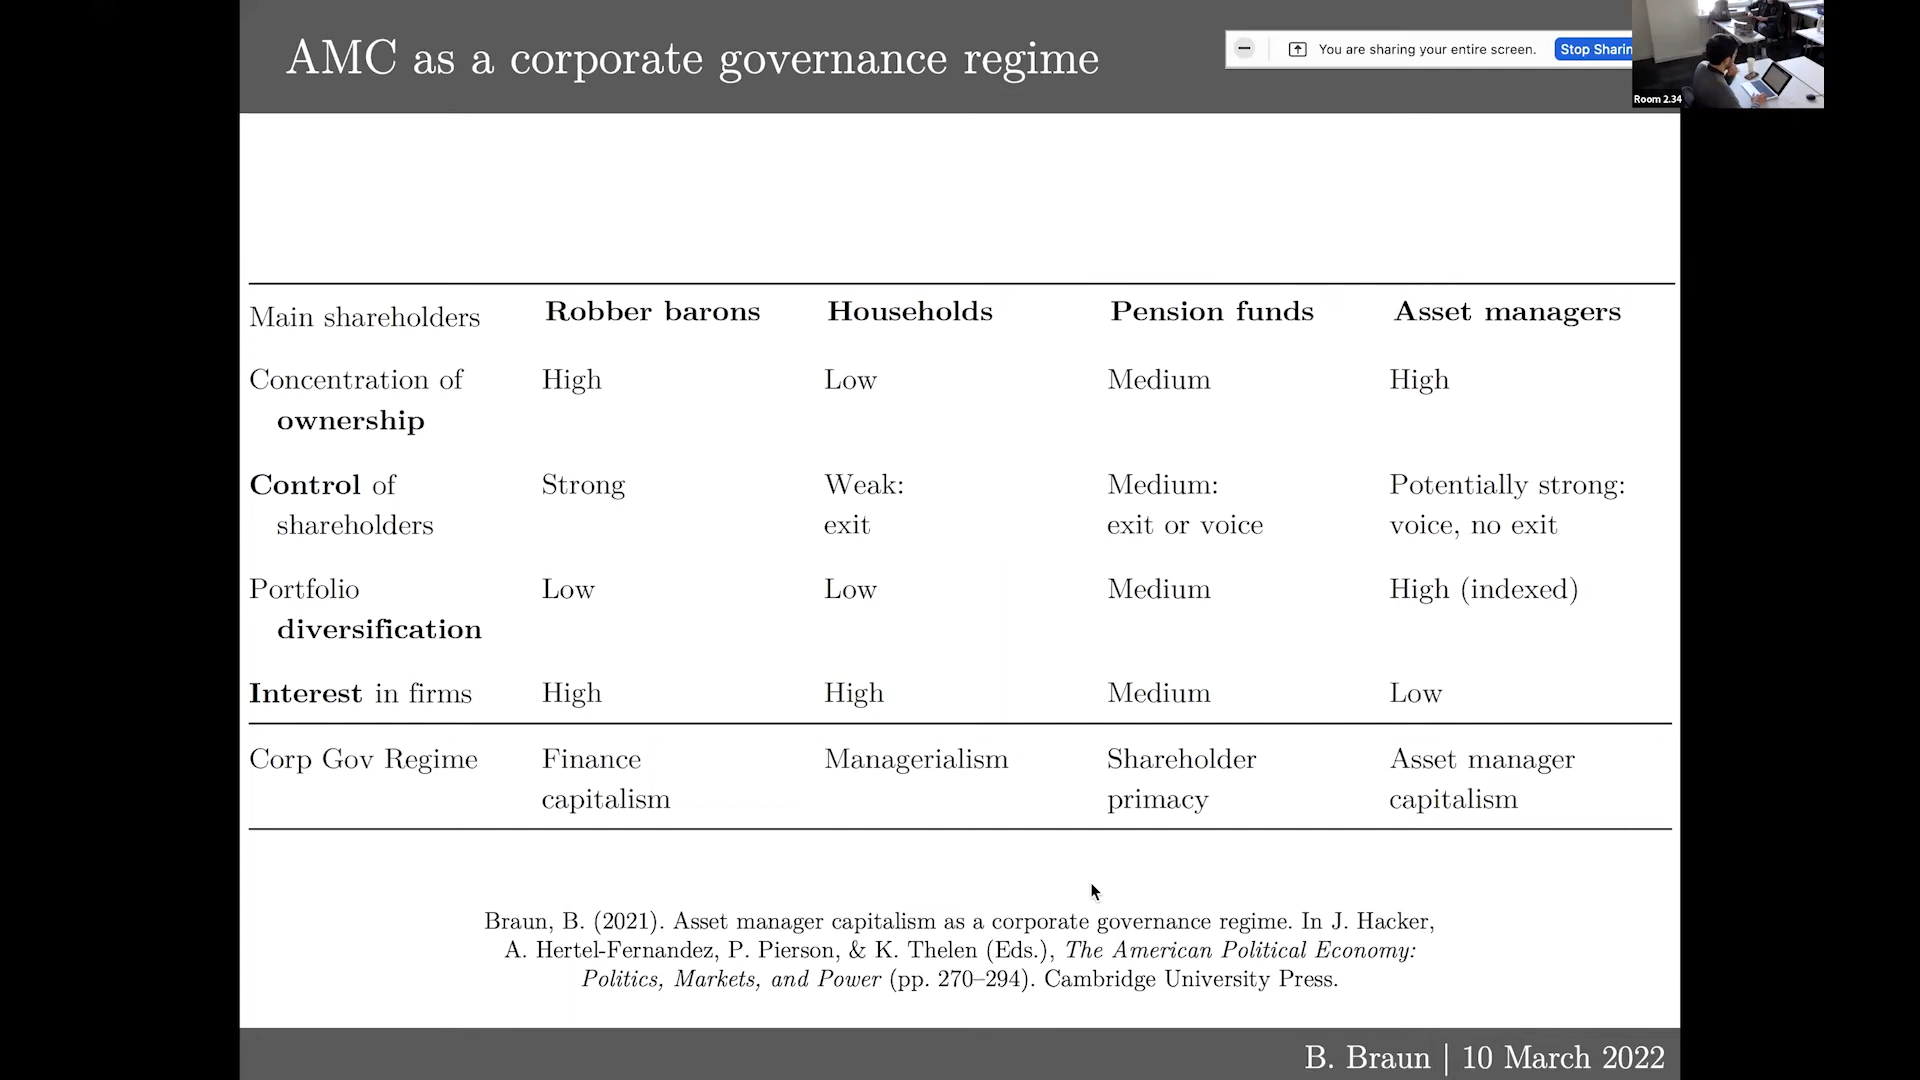 AMC as a corporate governance regime
You are sharing your entire screen.
Stop Sharin
Room 2.34
Main shareholders Robber barons Households Pension funds Asset managers
Concentration of High Low Medium High
ownership
Control of Strong Weak: Medium: Potentially strong:
shareholders exit exit or voice voice, no exit
Portfolio Low Low Medium High (indexed)
diversification
Interest in firms High High Medium Low
Corp Gov Regime Finance Managerialism Shareholder Asset manager
capitalism primacy capitalism
Braun, B. (2021). Asset manager capitalism as a corporate governance regime. In J. Hacker,
A. Hertel-Fernandez, P. Pierson, & K. Thelen (Eds.), The American Political Economy:
Politics, Markets, and Power (pp. 270–294). Cambridge University Press.
B. Braun | 10 March 2022